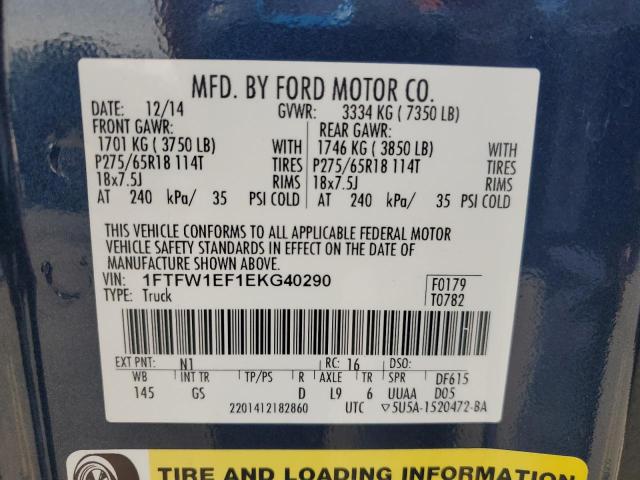 MFD. BY FORD MOTOR CO.
DATE: 12/14 GVWR: 3334 KG ( 7350 LB)
FRONT GAWR: REAR GAWR:
1701 KG ( 3750 LB) WITH 1746 KG ( 3850 LB) WITH
P275/65R18 114T TIRES P275/65R18 114T TIRES
18x7.5J RIMS 18x7.5J RIMS
AT 240 kPa/ 35 PSI COLD AT 240 kPa/ 35 PSI COLD
THIS VEHICLE CONFORMS TO ALL APPLICABLE FEDERAL MOTOR
VEHICLE SAFETY STANDARDS IN EFFECT ON THE DATE OF
MANUFACTURE SHOWN ABOVE.
VIN: 1FTFW1EF1EKG40290 F0179
TYPE: Truck T0782
EXT PNT: N1 RC: 16 DSO:
WB INT TR TP/PS R AXLE TR SPR DF615
145 GS D L9 6 UUAA D05
2201412182860 UTC ▽5U5A-1520472-BA
TIRE AND LOADING INFORMATION